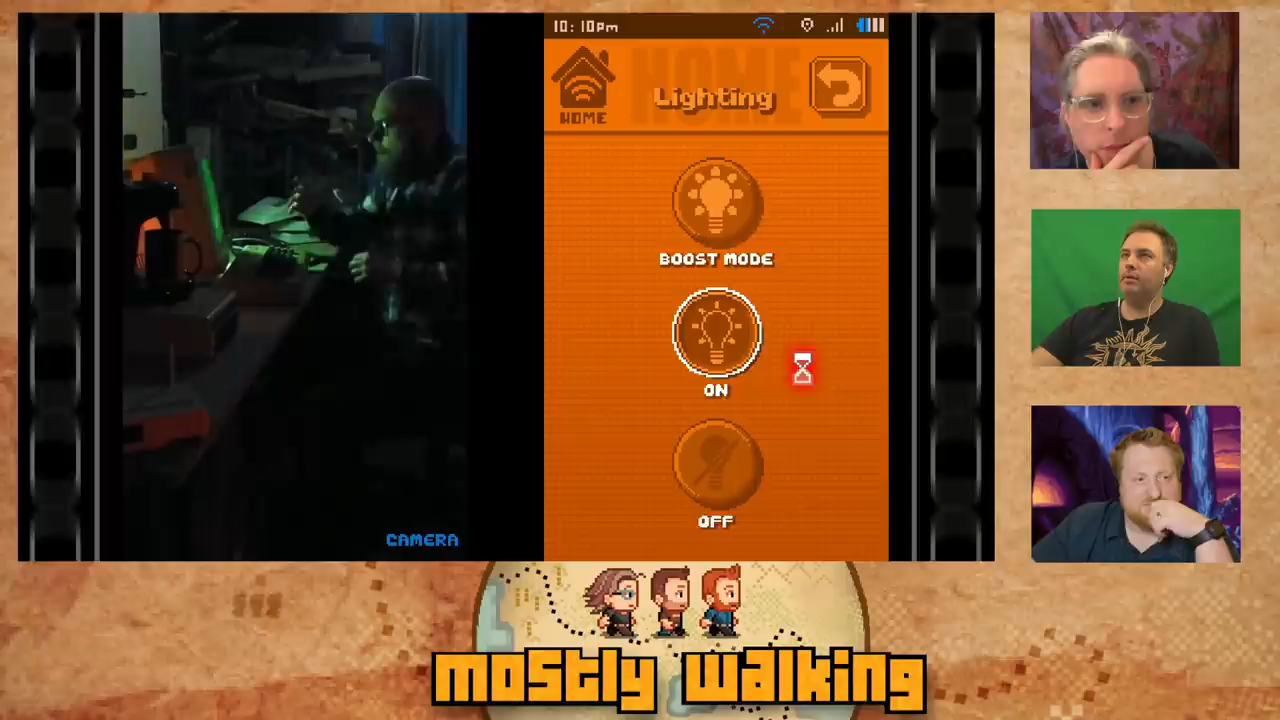 10:10pm
HOME
Lighting
HOME
BOOST MODE
ON
OFF
CAMERA
mostly walking